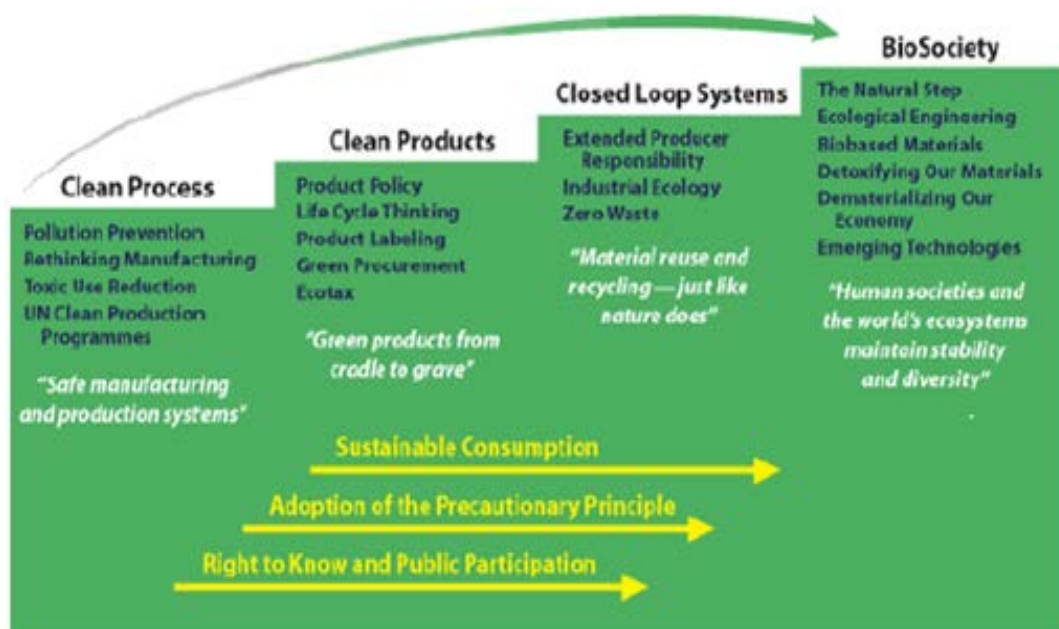 Clean Process
Pollution Prevention
Rethinking Manufacturing
Toxic Use Reduction
UN Clean Production
Programmes
"Safe manufacturing
and production systems"
Clean Products
Product Policy
Life Cycle Thinking
Product Labeling
Green Procurement
Ecotax
"Green products from
cradle to grave"
Closed Loop Systems
Extended Producer
Responsibility
Industrial Ecology
Zero Waste
"Material reuse and
recycling—just like
nature does"
BioSociety
The Natural Step
Ecological Engineering
Biobased Materials
Detoxifying Our Materials
Dematerializing Our
Economy
Emerging Technologies
"Human societies and
the world's ecosystems
maintain stability
and diversity"
Sustainable Consumption
Adoption of the Precautionary Principle
Right to Know and Public Participation